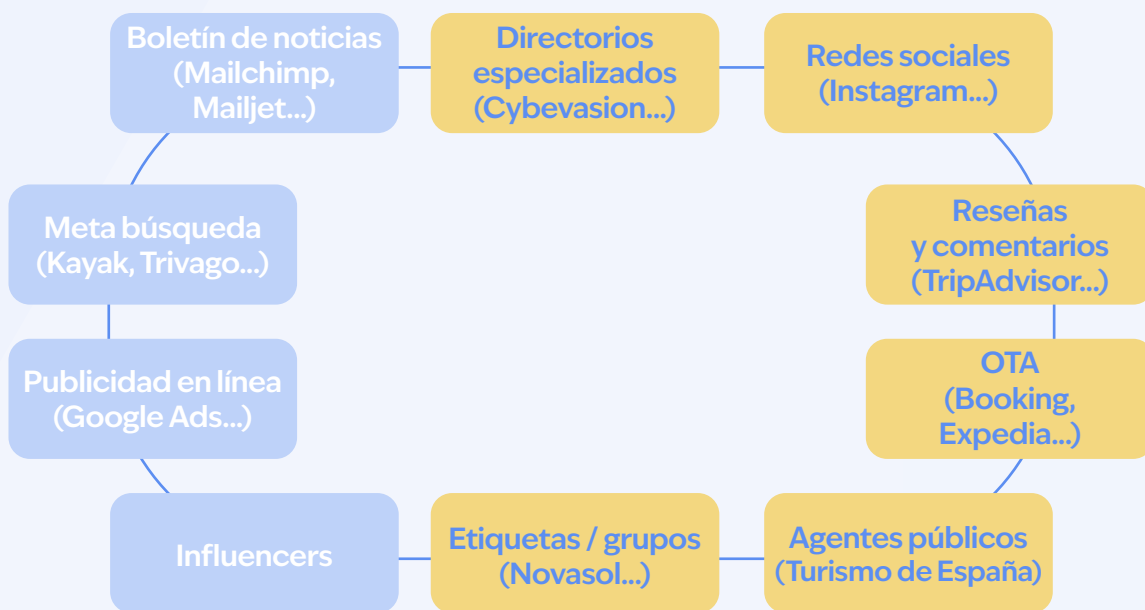 Boletín de noticias
(Mailchimp,
Mailjet...)
Directorios
especializados
(Cybevasion...)
Redes sociales
(Instagram...)
Meta búsqueda
(Kayak, Trivago...)
Reseñas
y comentarios
(TripAdvisor...)
Publicidad en línea
(Google Ads...)
OTA
(Booking,
Expedia...)
Influencers
Etiquetas / grupos
(Novasol...)
Agentes públicos
(Turismo de España)